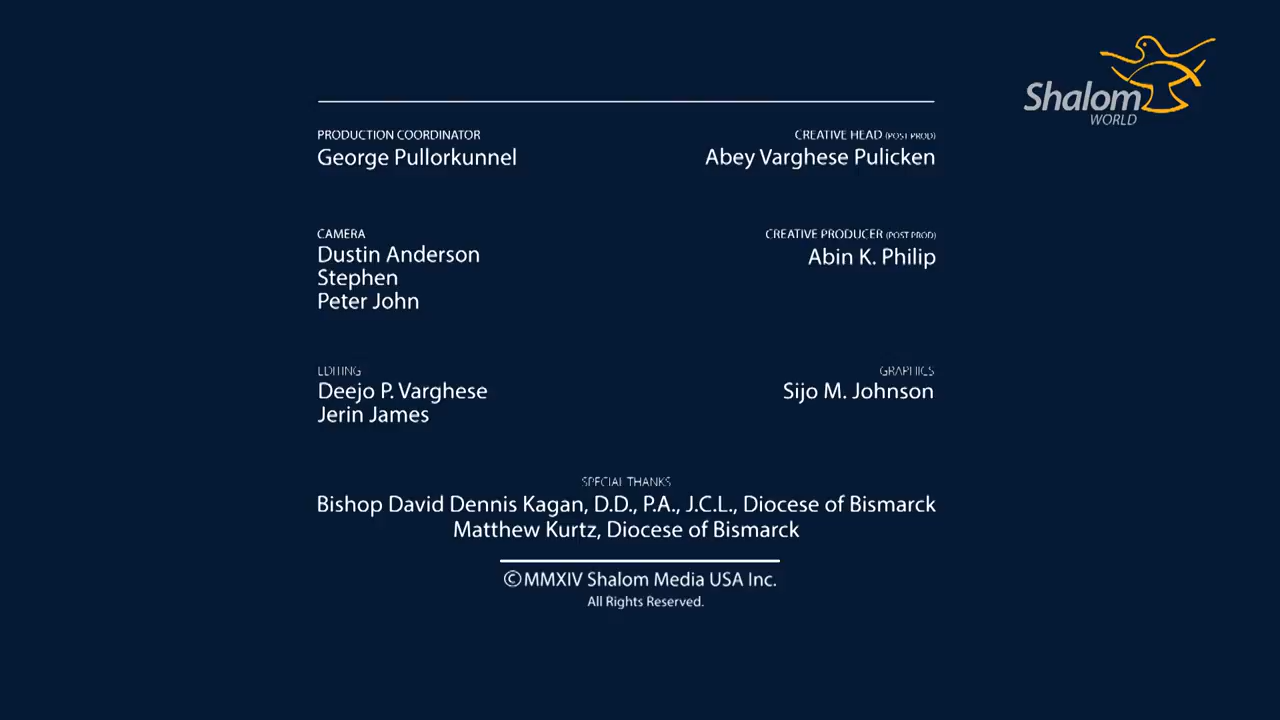 Shalom
WORLD
PRODUCTION COORDINATOR
George Pullorkunnel
CREATIVE HEAD (POST PROD)
Abey Varghese Pulicken
CAMERA
Dustin Anderson
Stephen
Peter John
CREATIVE PRODUCER (POST PROD)
Abin K. Philip
EDITING
Deejo P. Varghese
Jerin James
GRAPHICS
Sijo M. Johnson
SPECIAL THANKS
Bishop David Dennis Kagan, D.D., P.A., J.C.L., Diocese of Bismarck
Matthew Kurtz, Diocese of Bismarck
©MMXIV Shalom Media USA Inc.
All Rights Reserved.